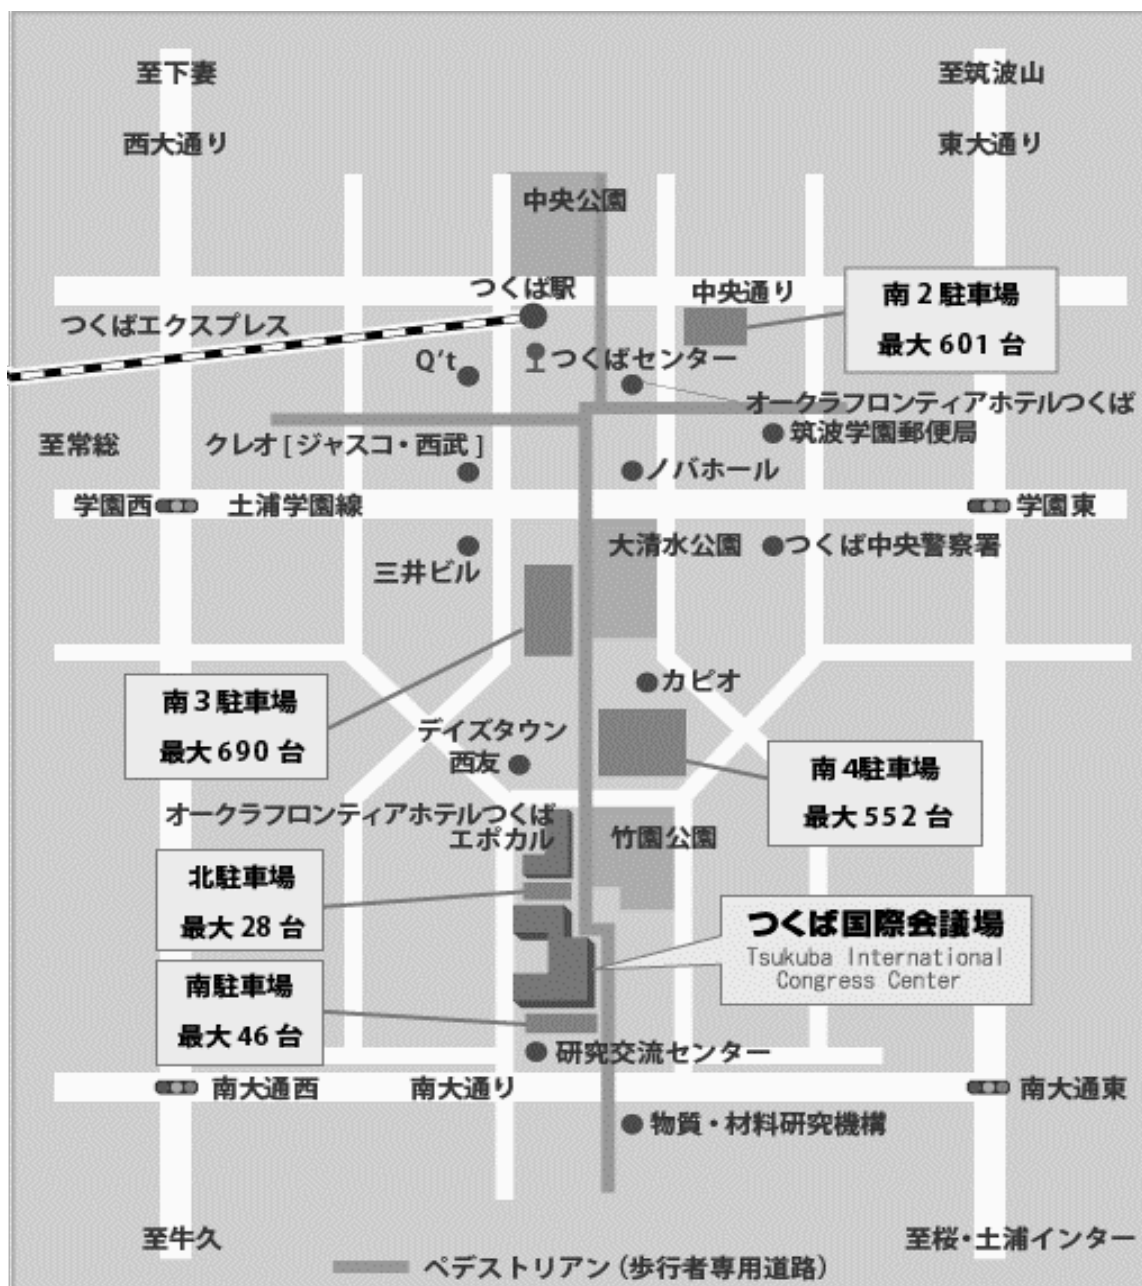 至下妻
至筑波山
西大通り
東大通り
中央公園
つくば駅
中央通り
南2駐車場
最大601台
つくばエクスプレス
Q't
つくばセンター
オークラフロンティアホテルつくば
筑波学園郵便局
至常総
クレオ[ジャスコ・西武]
ノバホール
学園西
土浦学園線
学園東
大清水公園
つくば中央警察署
三井ビル
カピオ
南3駐車場
最大690台
デイズタウン
西友
南4駐車場
最大552台
オークラフロンティアホテルつくば
エポカル
竹園公園
北駐車場
最大28台
つくば国際会議場
Tsukuba International
Congress Center
南駐車場
最大46台
研究交流センター
南大通西
南大通り
南大通東
物質・材料研究機構
至牛久
至桜・土浦インター
ペデストリアン(歩行者専用道路)